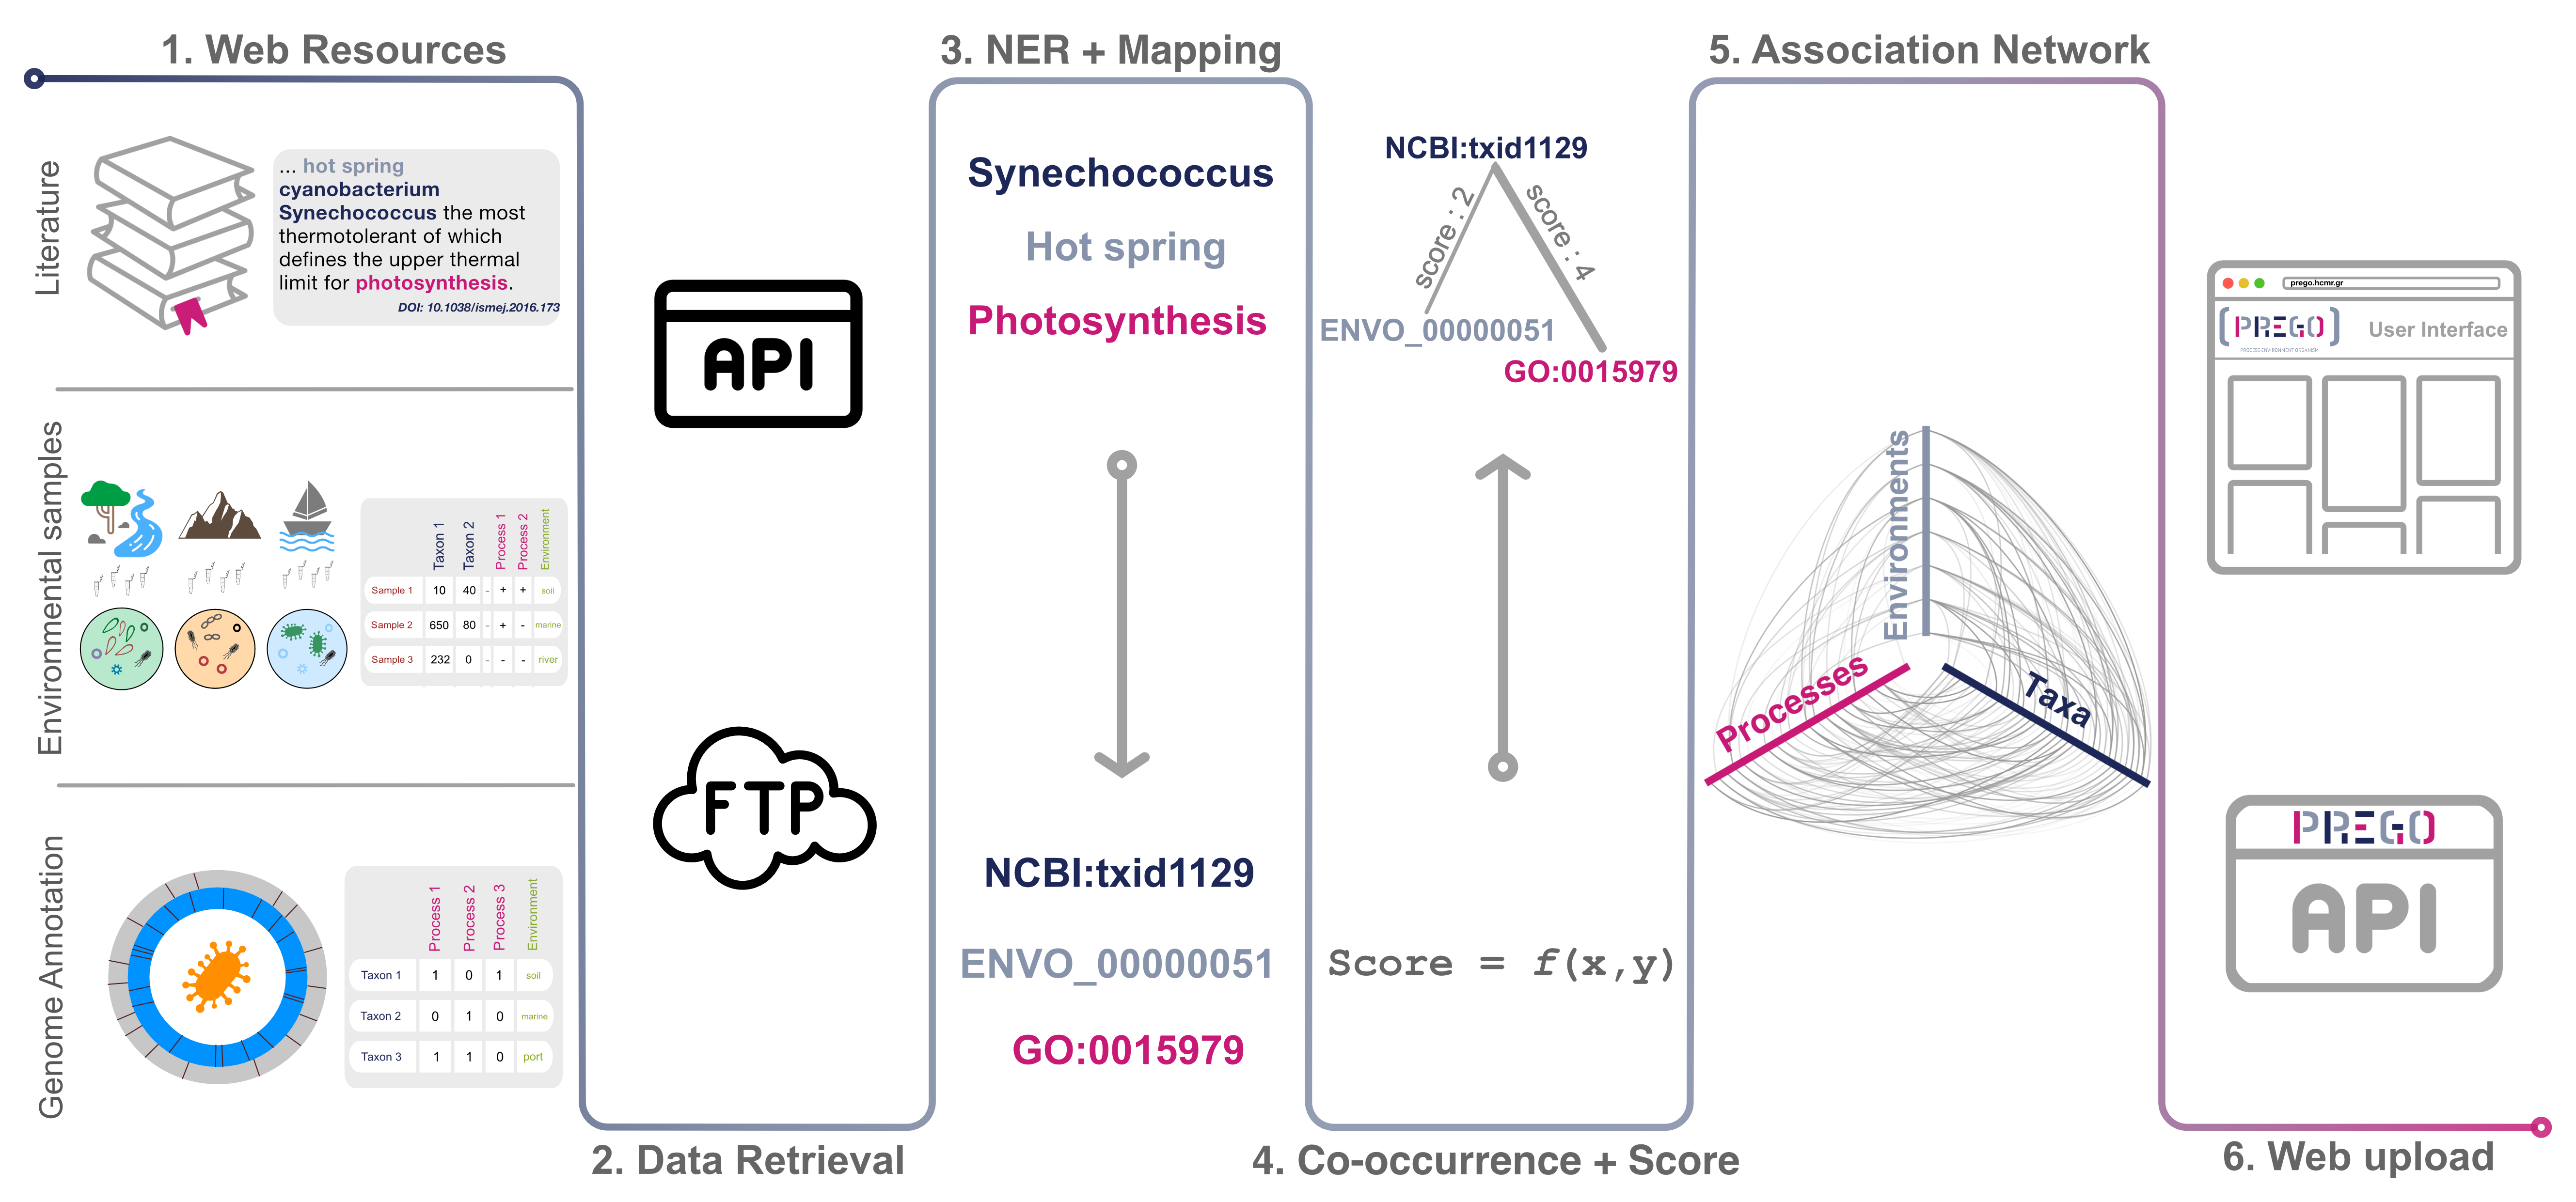 1. Web Resources
Literature
... hot spring
cyanobacterium
Synechococcus the most
thermotolerant of which
defines the upper thermal
limit for photosynthesis.
DOI: 10.1038/ismej.2016.173
Environmental samples
Taxon 1 Taxon 2 Process 1 Process 2 Environment
Sample 1 10 40 - + + soil
Sample 2 650 80 - + - marine
Sample 3 232 0 - - - river
Genome Annotation
Process 1 Process 2 Process 3 Environment
Taxon 1 1 0 1 soil
Taxon 2 0 1 0 marine
Taxon 3 1 1 0 port
2. Data Retrieval
API
FTP
3. NER + Mapping
Synechococcus
Hot spring
Photosynthesis
NCBI:txid1129
ENVO_00000051
GO:0015979
4. Co-occurrence + Score
NCBI:txid1129
score : 2
score : 4
ENVO_00000051
GO:0015979
Score = f(x,y)
5. Association Network
Environments
Processes
Taxa
6. Web upload
prego.hcmr.gr
PREGO
PROCESS ENVIRONMENT ORGANISM
User Interface
PREGO
API